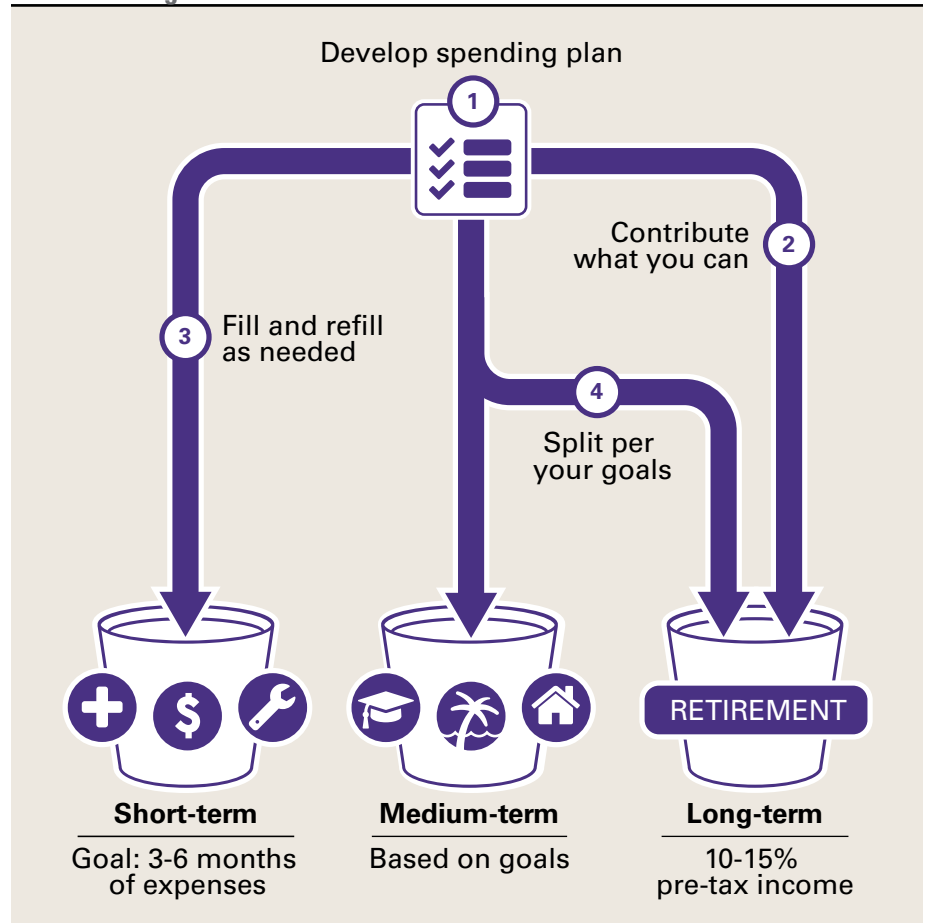 Develop spending plan
1
Contribute
what you can
2
3
Fill and refill
as needed
4
Split per
your goals
$
RETIREMENT
Short-term
Goal: 3-6 months
of expenses
Medium-term
Based on goals
Long-term
10-15%
pre-tax income